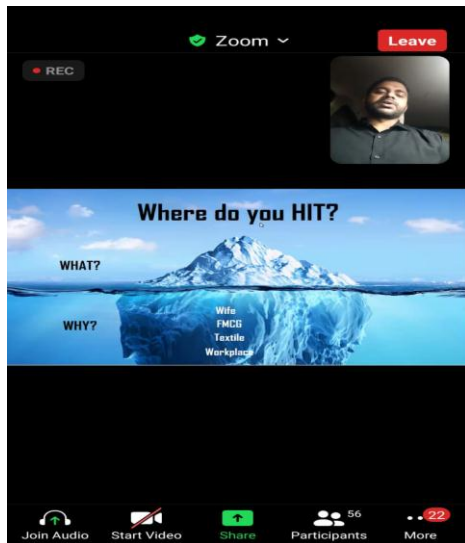 Zoom
Leave
REC
Where do you HIT?
WHAT?
WHY?
Wife
FMCG
Textile
Workplace
56
22
Join Audio
Start Video
Share
Participants
More